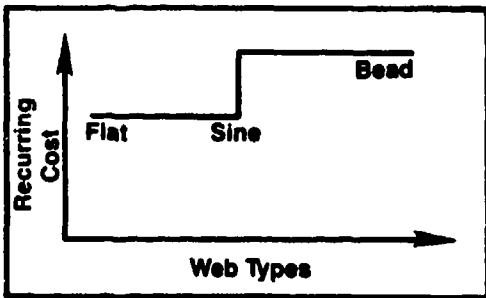 Recurring
Cost
Flat
Sine
Bead
Web Types